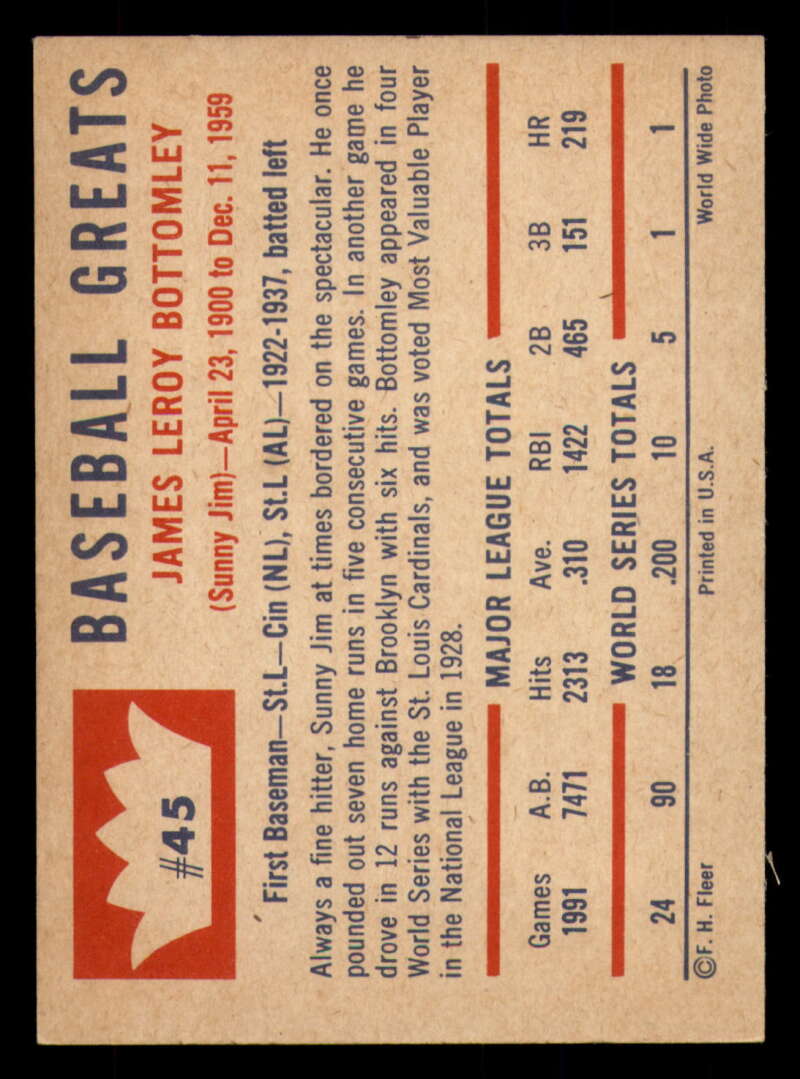 BASEBALL GREATS
JAMES LEROY BOTTOMLEY
(Sunny Jim)—April 23, 1900 to Dec. 11, 1959
#45
First Baseman—St.L—Cin (NL), St.L (AL)—1922-1937, batted left
Always a fine hitter, Sunny Jim at times bordered on the spectacular. He once
pounded out seven home runs in five consecutive games. In another game he
drove in 12 runs against Brooklyn with six hits. Bottomley appeared in four
World Series with the St. Louis Cardinals, and was voted Most Valuable Player
in the National League in 1928.
MAJOR LEAGUE TOTALS
Games A.B. Hits Ave. RBI 2B 3B HR
1991 7471 2313 .310 1422 465 151 219
WORLD SERIES TOTALS
24 90 18 .200 10 5 1 1
©F. H. Fleer Printed in U.S.A. World Wide Photo